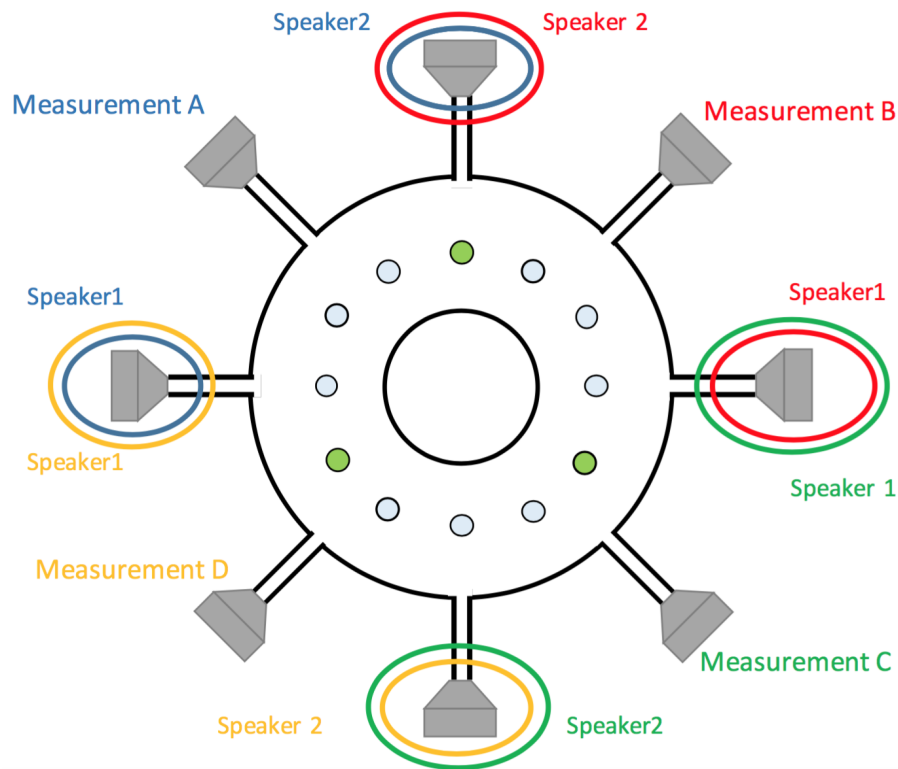 Speaker2
Speaker 2
Measurement A
Measurement B
Speaker1
Speaker1
Speaker1
Speaker 1
Measurement D
Measurement C
Speaker 2
Speaker2